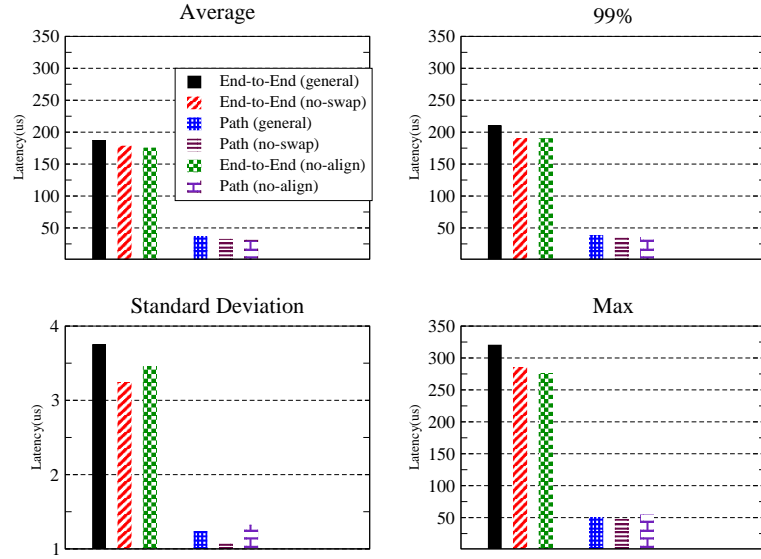 Average
350
300
250
200
150
100
50
Latency(us)
End-to-End (general)
End-to-End (no-swap)
Path (general)
Path (no-swap)
End-to-End (no-align)
Path (no-align)
99%
350
300
250
200
150
100
50
Latency(us)
Standard Deviation
4
3
2
1
Latency(us)
Max
350
300
250
200
150
100
50
Latency(us)